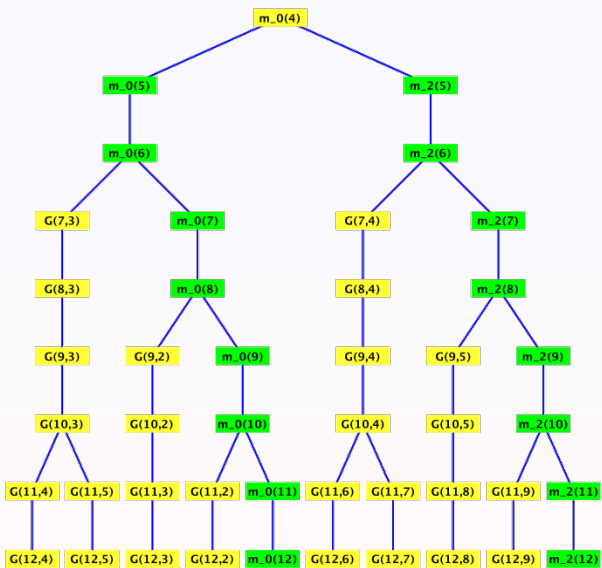 m_0(4)
m_0(5) m_2(5)
m_0(6) m_2(6)
G(7,3) m_0(7) G(7,4) m_2(7)
G(8,3) m_0(8) G(8,4) m_2(8)
G(9,3) G(9,2) m_0(9) G(9,4) G(9,5) m_2(9)
G(10,3) G(10,2) m_0(10) G(10,4) G(10,5) m_2(10)
G(11,4) G(11,5) G(11,3) G(11,2) m_0(11) G(11,6) G(11,7) G(11,8) G(11,9) m_2(11)
G(12,4) G(12,5) G(12,3) G(12,2) m_0(12) G(12,6) G(12,7) G(12,8) G(12,9) m_2(12)